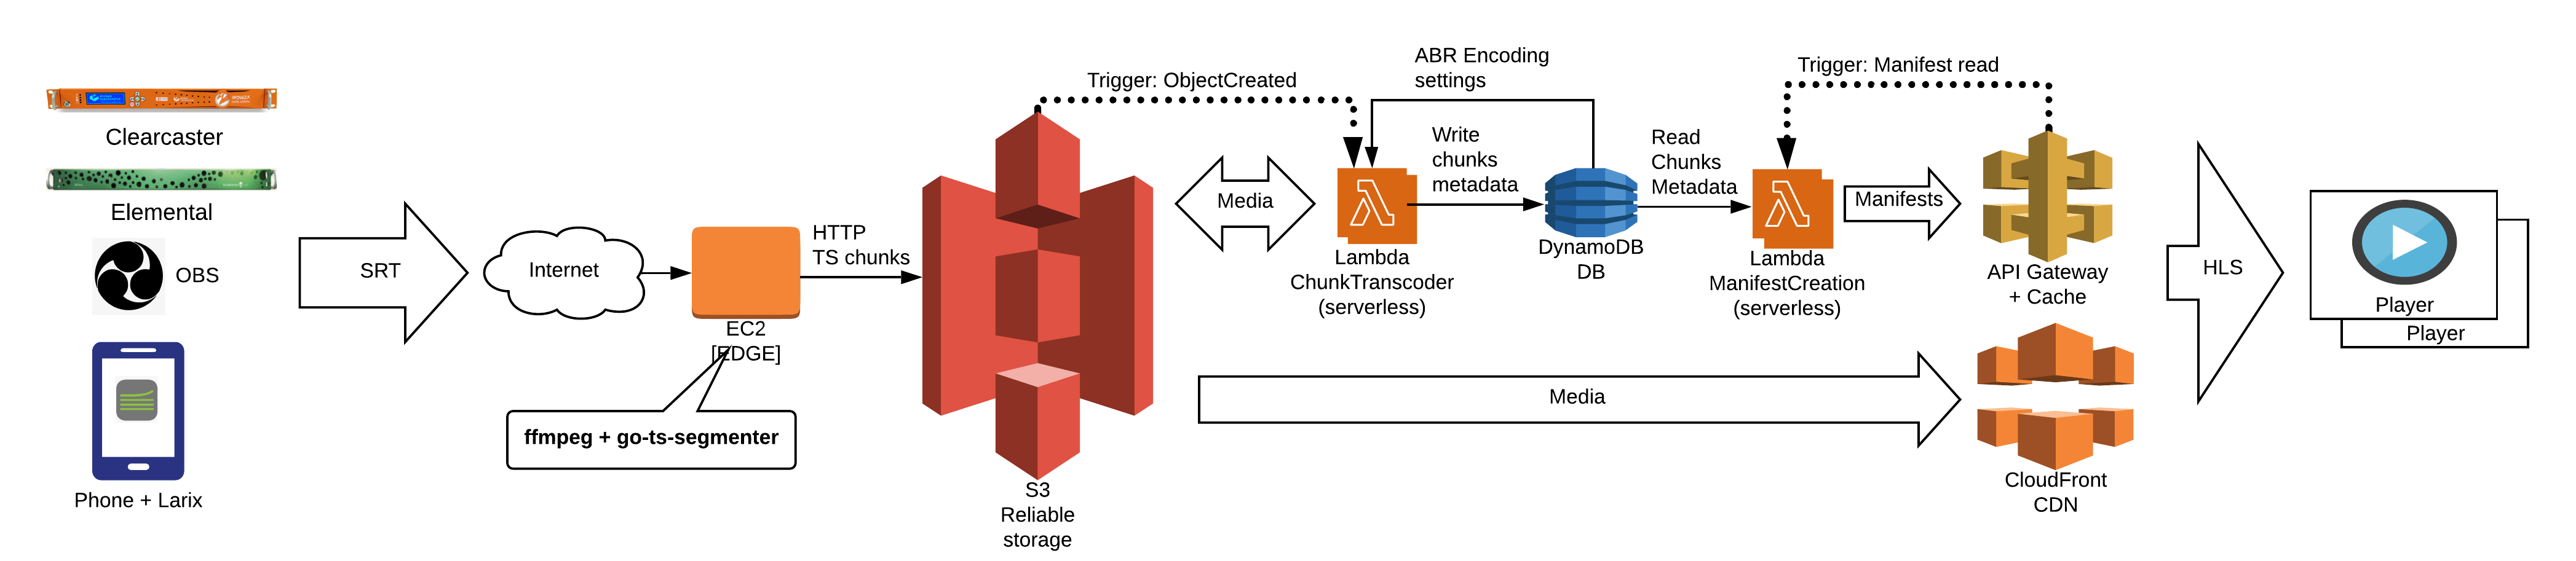 Clearcaster
Elemental
OBS
Phone + Larix
SRT
Internet
EC2
[EDGE]
ffmpeg + go-ts-segmenter
HTTP
TS chunks
S3
Reliable
storage
Trigger: ObjectCreated
Media
Lambda
ChunkTranscoder
(serverless)
ABR Encoding
settings
Write
chunks
metadata
DynamoDB
DB
Read
Chunks
Metadata
Trigger: Manifest read
Lambda
ManifestCreation
(serverless)
Manifests
API Gateway
+ Cache
Media
CloudFront
CDN
HLS
Player
Player